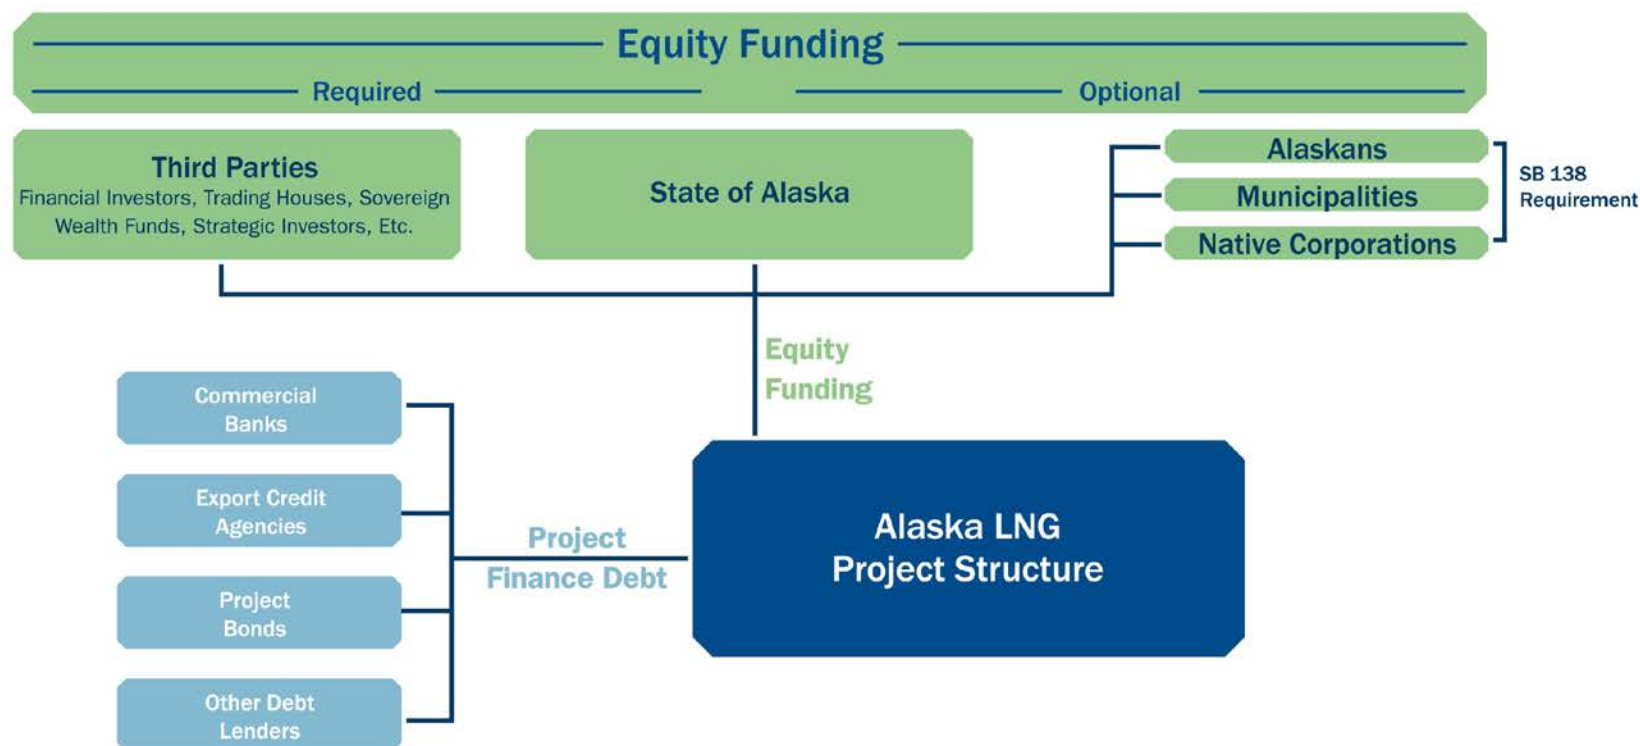 Equity Funding
Required
Optional
Third Parties
Financial Investors, Trading Houses, Sovereign
Wealth Funds, Strategic Investors, Etc.
State of Alaska
Alaskans
Municipalities
Native Corporations
SB 138
Requirement
Equity
Funding
Commercial
Banks
Export Credit
Agencies
Project
Bonds
Other Debt
Lenders
Project
Finance Debt
Alaska LNG
Project Structure